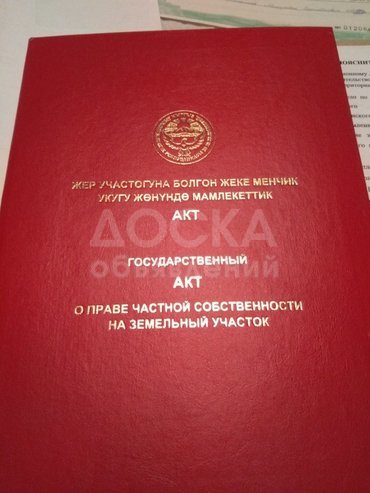 01206
ЖЕР УЧАСТОГУНА БОЛГОН ЖЕКЕ МЕНЧИК
УКУГУ ЖӨНҮНДӨ МАМЛЕКЕТТИК
АКТ
ДОСКА
объявлений
ГОСУДАРСТВЕННЫЙ
АКТ
О ПРАВЕ ЧАСТНОЙ СОБСТВЕННОСТИ
НА ЗЕМЕЛЬНЫЙ УЧАСТОК